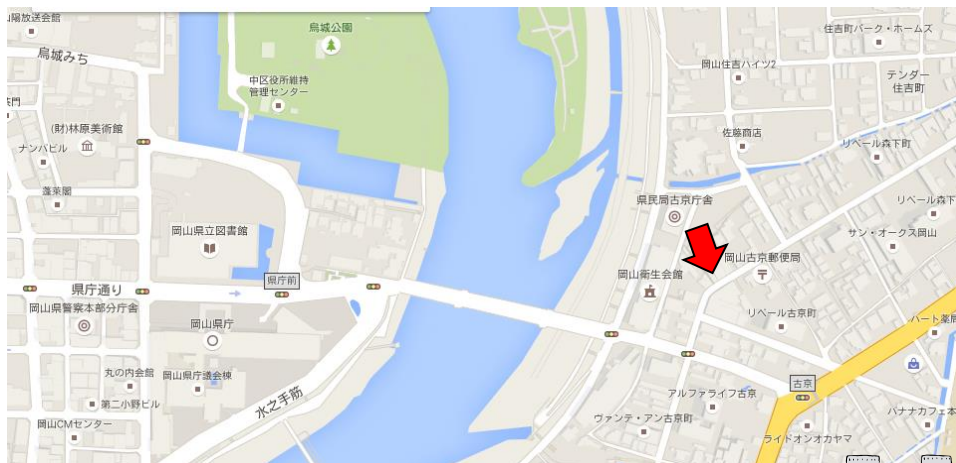 山陽放送会館
烏城みち
(財)林原美術館
ナンバビル
蓬莱閣
烏城公園
中区役所維持
管理センター
岡山県立図書館
県庁前
県庁通り
岡山県警察本部分庁舎
岡山県庁
丸の内会館
岡山県庁議会棟
第二小野ビル
岡山CMセンター
水之手筋
住吉町パーク・ホームズ
岡山住吉ハイツ2
テンダー
住吉町
佐藤商店
リベール森下町
県民局古京庁舎
リベール森下
サン・オークス岡山
岡山衛生会館
岡山古京郵便局
リベール古京町
ハート薬局
古京
アルファライフ古京
ヴァンテ・アン古京町
バナナカフェ本
ライドオンオカヤマ